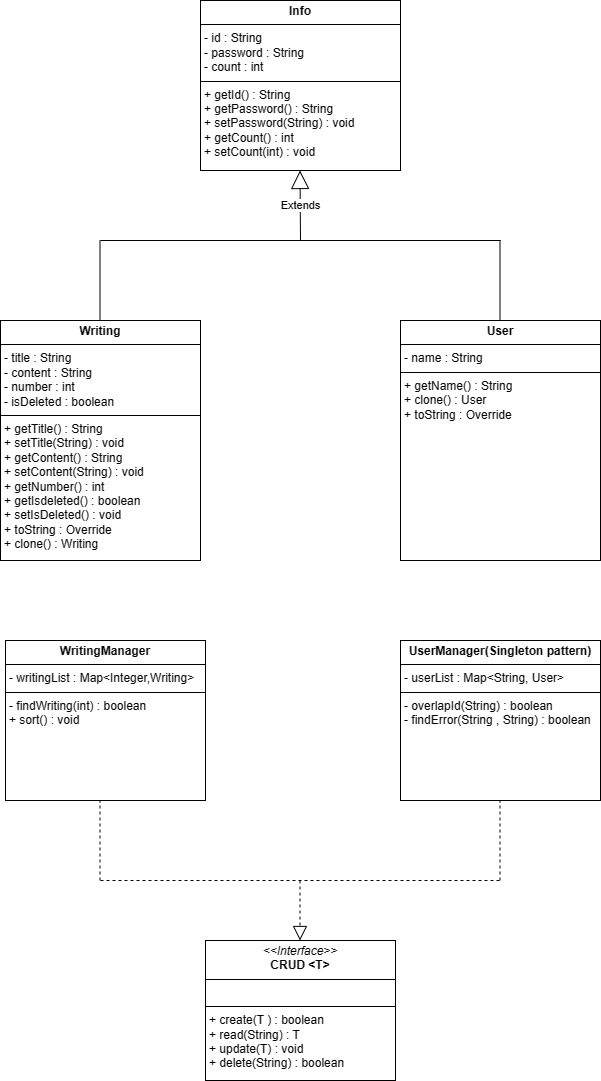 Info
- id : String
- password : String
- count : int
+ getId() : String
+ getPassword() : String
+ setPassword(String) : void
+ getCount() : int
+ setCount(int) : void
Extends
Writing
- title : String
- content : String
- number : int
- isDeleted : boolean
+ getTitle() : String
+ setTitle(String) : void
+ getContent() : String
+ setContent(String) : void
+ getNumber() : int
+ getIsdeleted() : boolean
+ setIsDeleted() : void
+ toString : Override
+ clone() : Writing
User
- name : String
+ getName() : String
+ clone() : User
+ toString : Override
WritingManager
- writingList : Map<Integer,Writing>
- findWriting(int) : boolean
+ sort() : void
UserManager(Singleton pattern)
- userList : Map<String, User>
- overlapId(String) : boolean
- findError(String , String) : boolean
<<Interface>>
CRUD <T>
+ create(T ) : boolean
+ read(String) : T
+ update(T) : void
+ delete(String) : boolean